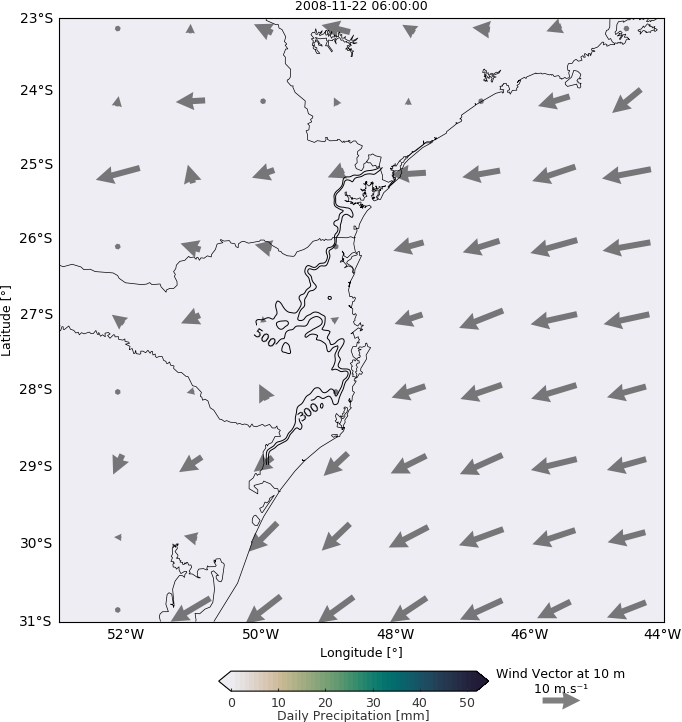 2008-11-22 06:00:00
23°S
24°S
25°S
26°S
27°S
28°S
29°S
30°S
31°S
Latitude [°]
500
300
52°W 50°W 48°W 46°W 44°W
Longitude [°]
Wind Vector at 10 m
10 m s⁻¹
0 10 20 30 40 50
Daily Precipitation [mm]